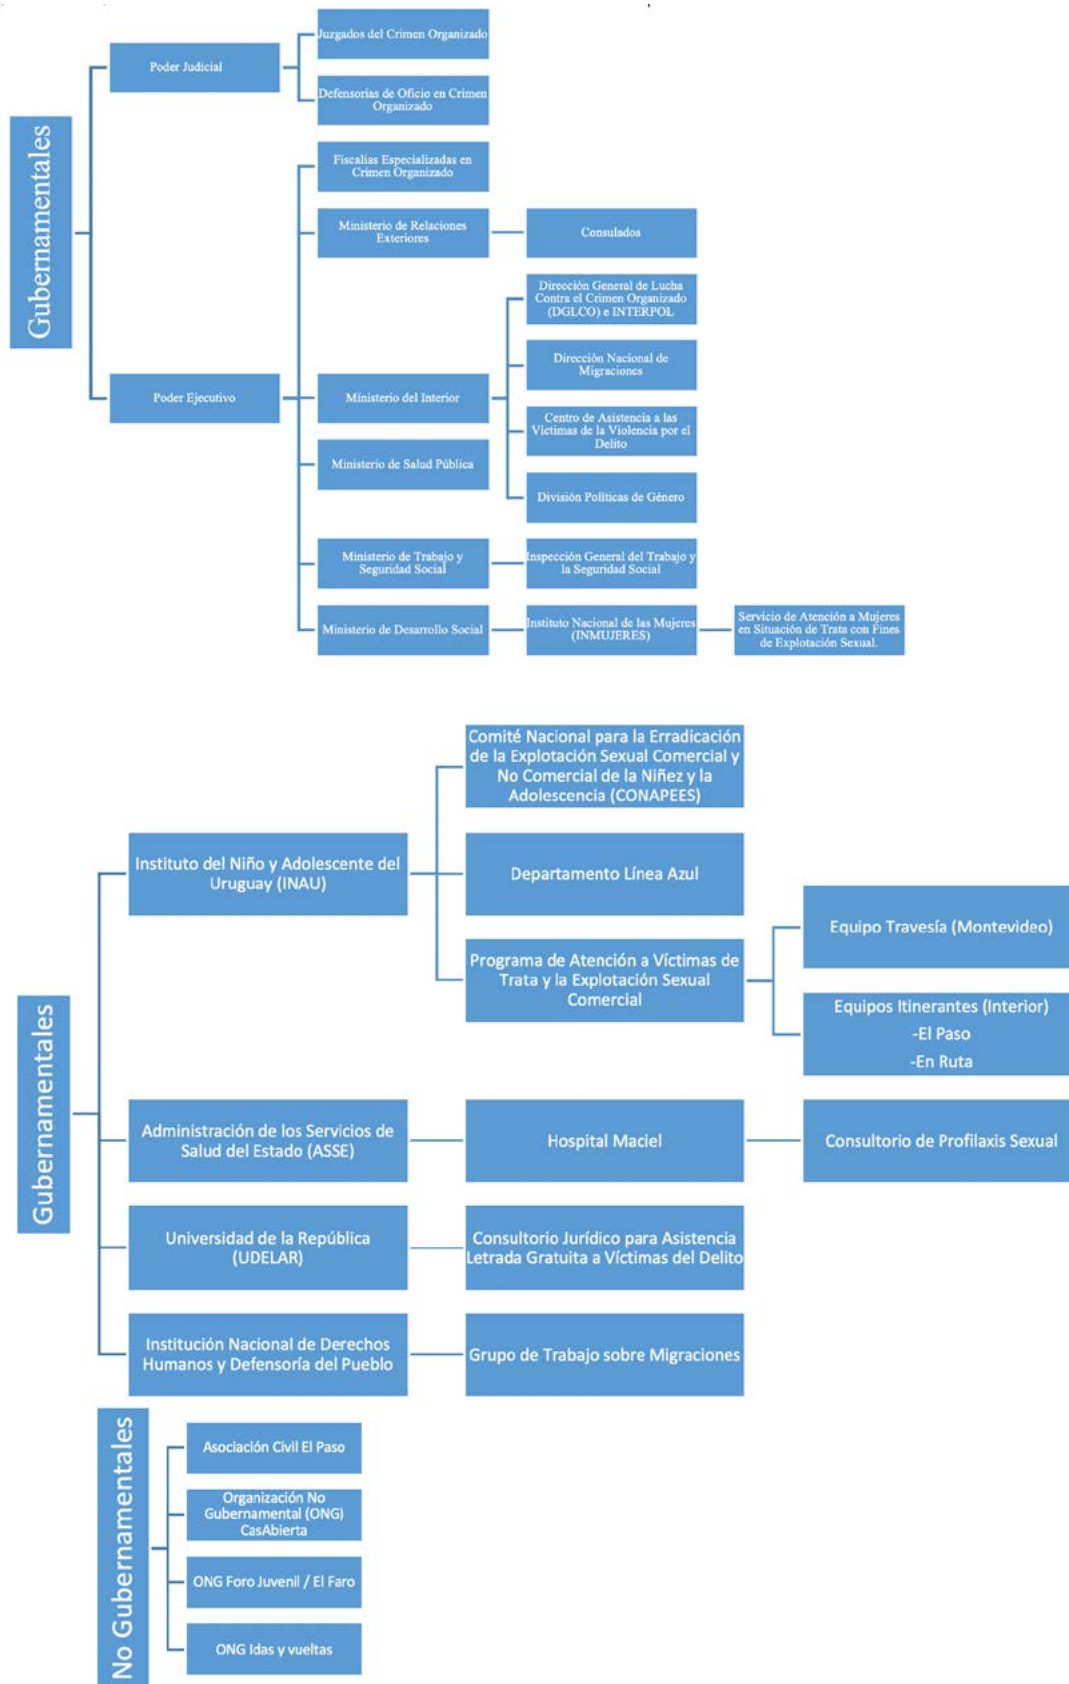 Gubernamentales
Poder Judicial
Juzgados del Crimen Organizado
Defensorias de Oficio en Crimen
Organizado
Poder Ejecutivo
Fiscalias Especializadas en
Crimen Organizado
Ministerio de Relaciones
Exteriores
Consulados
Ministerio del Interior
Dirección General de Lucha
Contra el Crimen Organizado
(DGLCO) e INTERPOL
Dirección Nacional de
Migraciones
Centro de Asistencia a las
Víctimas de la Violencia por el
Delito
División Políticas de Género
Ministerio de Salud Pública
Ministerio de Trabajo y
Seguridad Social
Inspección General del Trabajo y
la Seguridad Social
Ministerio de Desarrollo Social
Instituto Nacional de las Mujeres
(INMUJERES)
Servicio de Atención a Mujeres
en Situación de Trata con Fines
de Explotación Sexual.
Gubernamentales
Instituto del Niño y Adolescente del
Uruguay (INAU)
Comité Nacional para la Erradicación
de la Explotación Sexual Comercial y
No Comercial de la Niñez y la
Adolescencia (CONAPEES)
Departamento Línea Azul
Programa de Atención a Víctimas de
Trata y la Explotación Sexual
Comercial
Equipo Travesía (Montevideo)
Equipos Itinerantes (Interior)
-El Paso
-En Ruta
Administración de los Servicios de
Salud del Estado (ASSE)
Hospital Maciel
Consultorio de Profilaxis Sexual
Universidad de la República
(UDELAR)
Consultorio Jurídico para Asistencia
Letrada Gratuita a Víctimas del Delito
Institución Nacional de Derechos
Humanos y Defensoría del Pueblo
Grupo de Trabajo sobre Migraciones
No Gubernamentales
Asociación Civil El Paso
Organización No
Gubernamental (ONG)
CasAbierta
ONG Foro Juvenil / El Faro
ONG Idas y vueltas